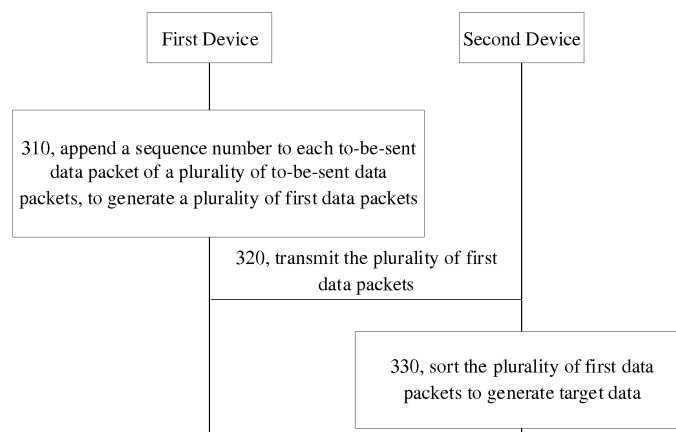 First Device
Second Device
310, append a sequence number to each to-be-sent
data packet of a plurality of to-be-sent data
packets, to generate a plurality of first data packets
320, transmit the plurality of first
data packets
330, sort the plurality of first data
packets to generate target data